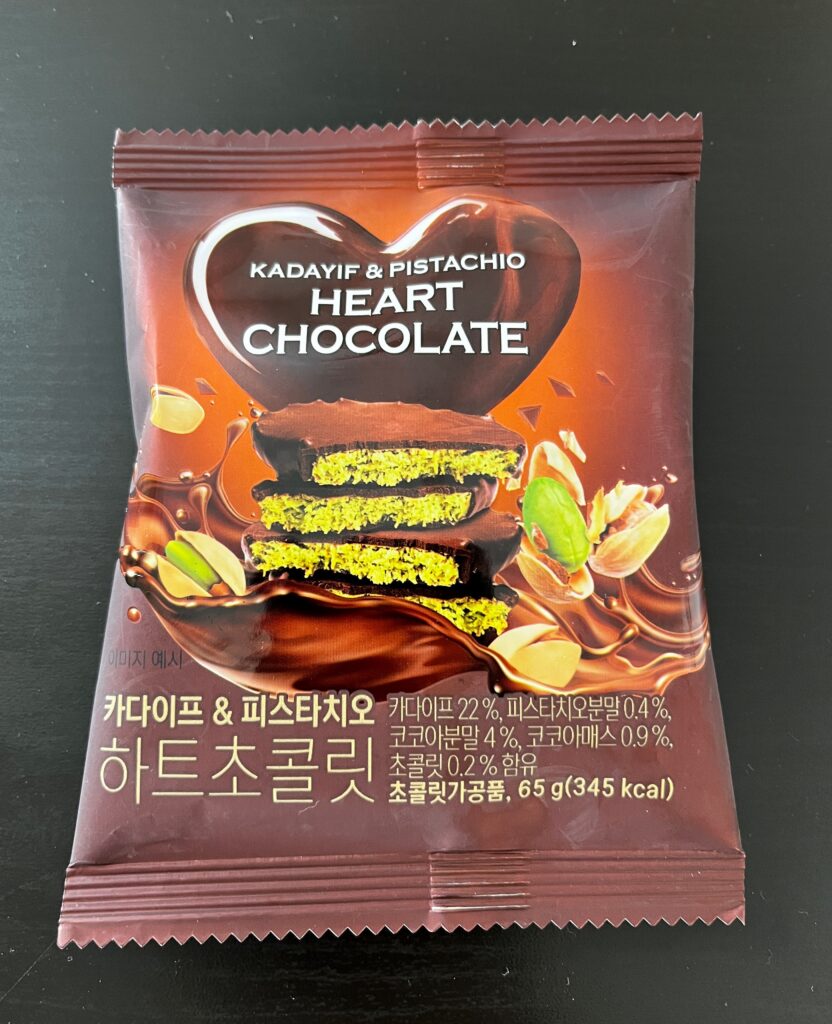 KADAYIF & PISTACHIO
HEART
CHOCOLATE
이미지 예시
카다이프 & 피스타치오
하트초콜릿
카다이프 22 %, 피스타치오분말 0.4 %,
코코아분말 4 %, 코코아매스 0.9 %,
초콜릿 0.2 % 함유
초콜릿가공품, 65 g(345 kcal)